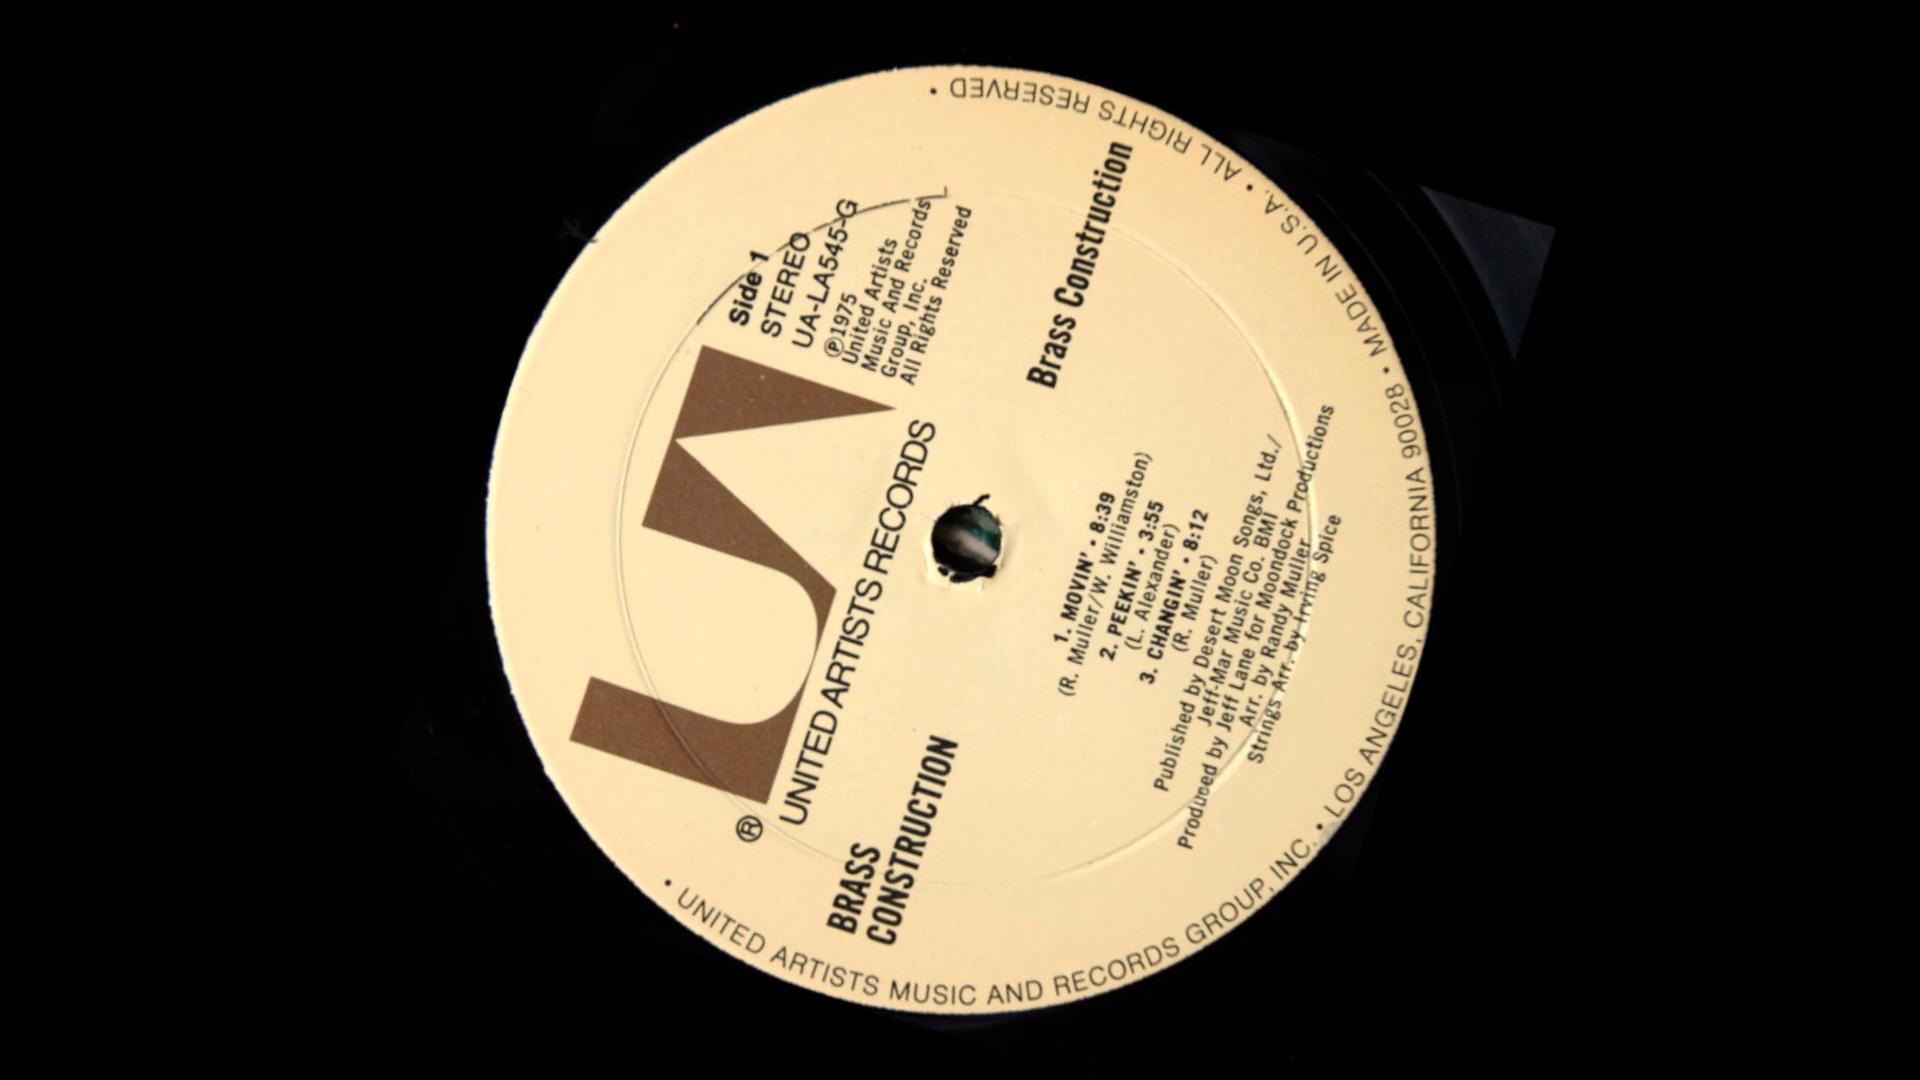 ®
UNITED ARTISTS RECORDS
Side 1
STEREO
UA-LA545-G
℗1975
United Artists
Music And Records
Group, Inc.
All Rights Reserved
BRASS
CONSTRUCTION
Brass Construction
1. MOVIN' • 8:39
(R. Muller/W. Williamston)
2. PEEKIN' • 3:55
(L. Alexander)
3. CHANGIN' • 8:12
(R. Muller)
Published by Desert Moon Songs, Ltd./
Jeff-Mar Music Co. BMI
Produced by Jeff Lane for Moondock Productions
Arr. by Randy Muller
Strings Arr. by Irving Spice
• UNITED ARTISTS MUSIC AND RECORDS GROUP, INC. • LOS ANGELES, CALIFORNIA 90028 • MADE IN U.S.A. • ALL RIGHTS RESERVED •